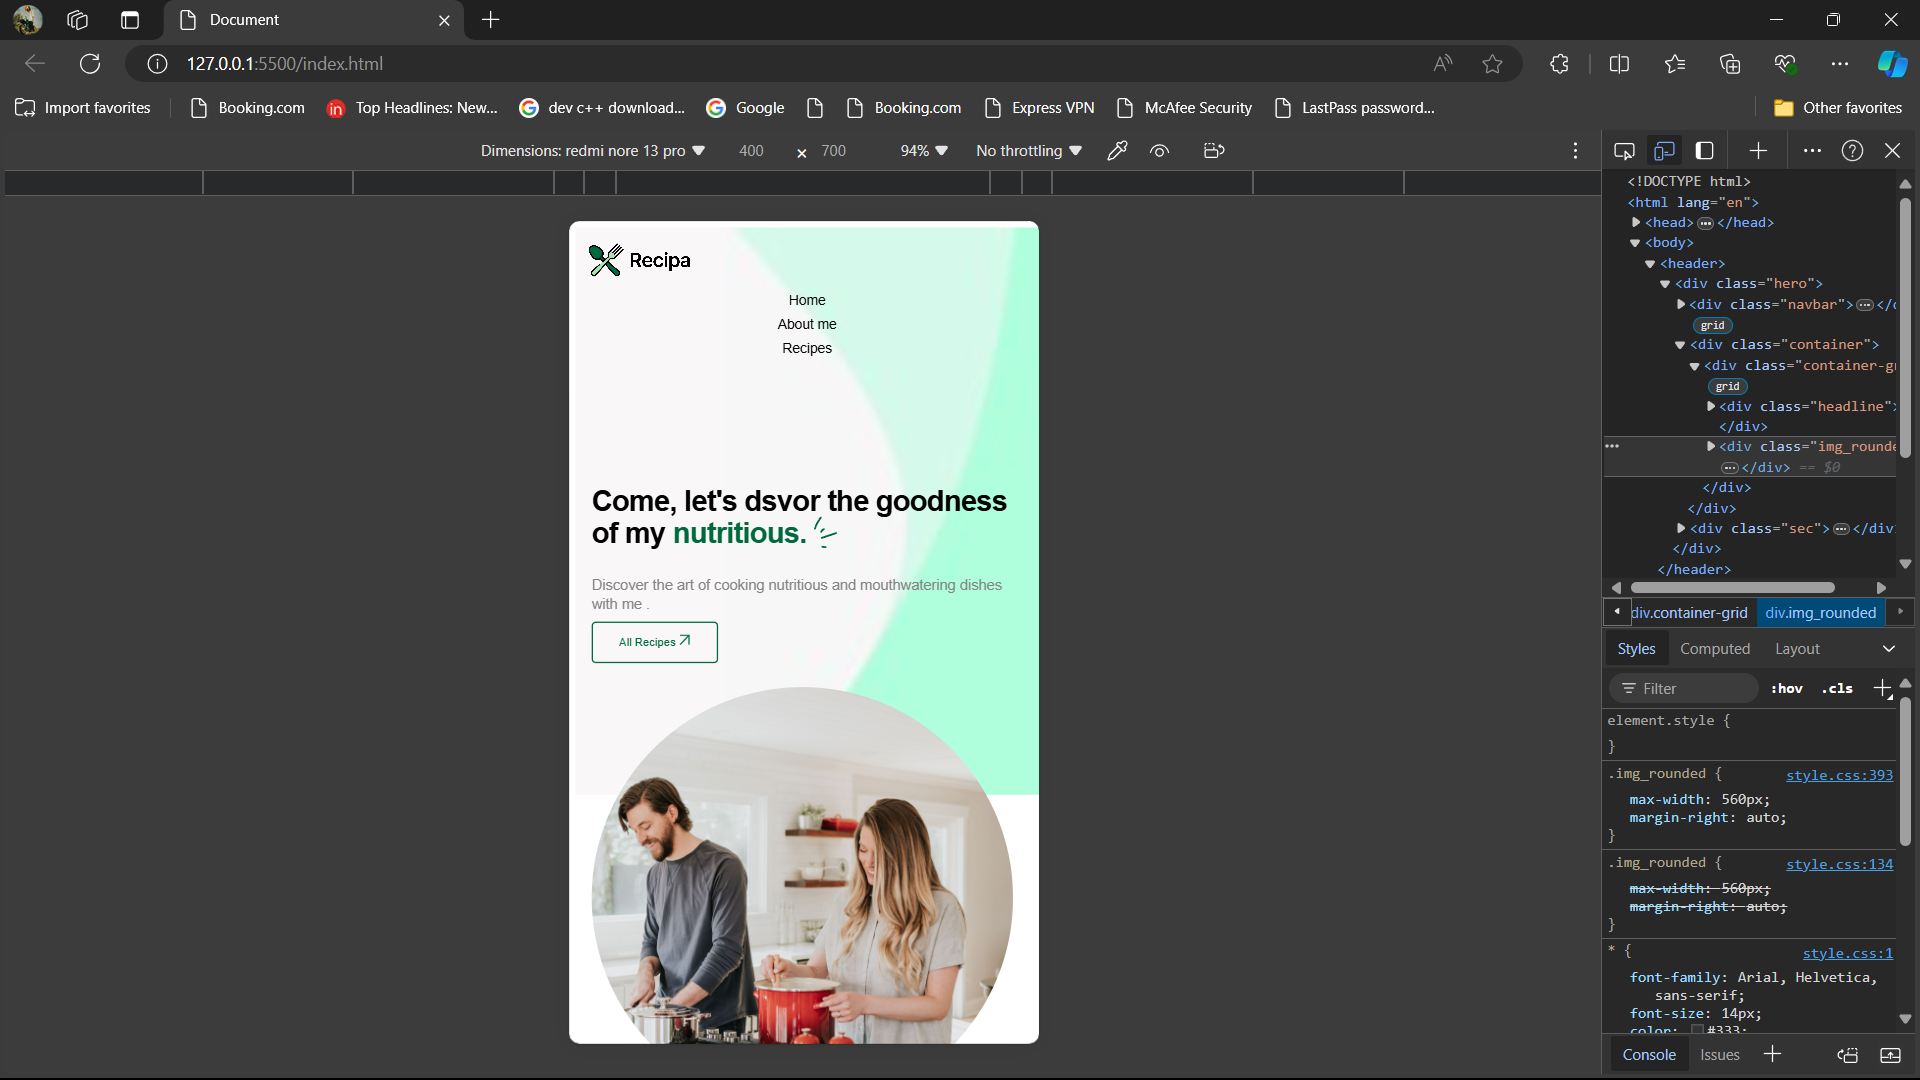 Document
127.0.0.1:5500/index.html
Import favorites
Booking.com
Top Headlines: New...
dev c++ download...
Google
Booking.com
Express VPN
McAfee Security
LastPass password...
Other favorites
Dimensions: redmi nore 13 pro
400 × 700
94%
No throttling
Recipa
Home
About me
Recipes
Come, let's dsvor the goodness
of my nutritious.
Discover the art of cooking nutritious and mouthwatering dishes
with me .
All Recipes
<!DOCTYPE html>
<html lang="en">
<head> ⋯ </head>
<body>
<header>
<div class="hero">
<div class="navbar"> ⋯ </
grid
<div class="container">
<div class="container-g
grid
<div class="headline">
</div>
<div class="img_rounde
⋯ </div> == $0
</div>
</div>
<div class="sec"> ⋯ </div
</div>
</header>
div.container-grid
div.img_rounded
Styles
Computed
Layout
Filter
:hov
.cls
element.style {
}
.img_rounded {
style.css:393
max-width: 560px;
margin-right: auto;
}
.img_rounded {
style.css:134
max-width: 560px;
margin-right: auto;
}
* {
style.css:1
font-family: Arial, Helvetica,
sans-serif;
font-size: 14px;
color: #333;
Console
Issues